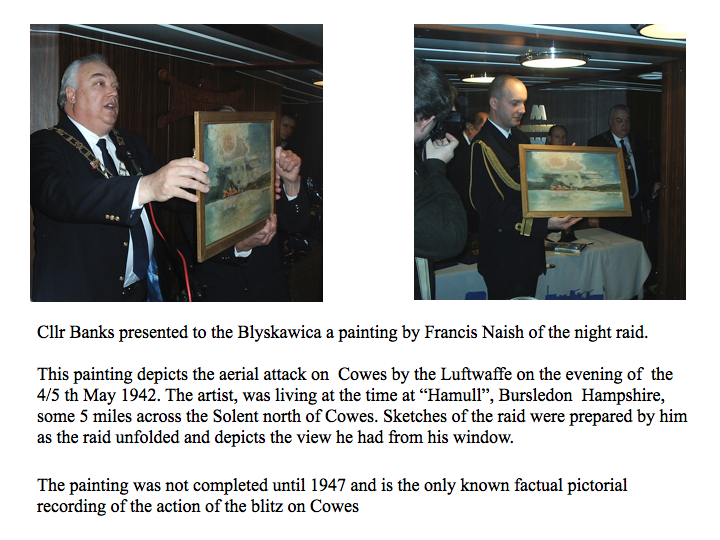 Cllr Banks presented to the Blyskawica a painting by Francis Naish of the night raid.
This painting depicts the aerial attack on  Cowes by the Luftwaffe on the evening of  the
4/5 th May 1942. The artist, was living at the time at “Hamull”, Bursledon  Hampshire,
some 5 miles across the Solent north of Cowes. Sketches of the raid were prepared by him
as the raid unfolded and depicts the view he had from his window.
The painting was not completed until 1947 and is the only known factual pictorial
recording of the action of the blitz on Cowes